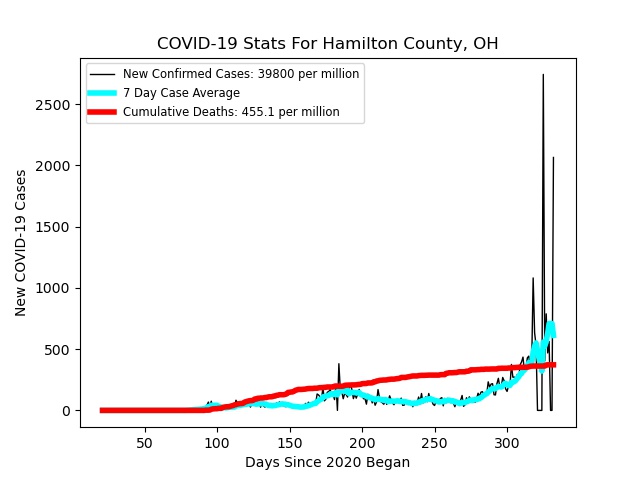 COVID-19 Stats For Hamilton County, OH
New Confirmed Cases: 39800 per million
7 Day Case Average
Cumulative Deaths: 455.1 per million
New COVID-19 Cases
2500
2000
1500
1000
500
0
50 100 150 200 250 300
Days Since 2020 Began